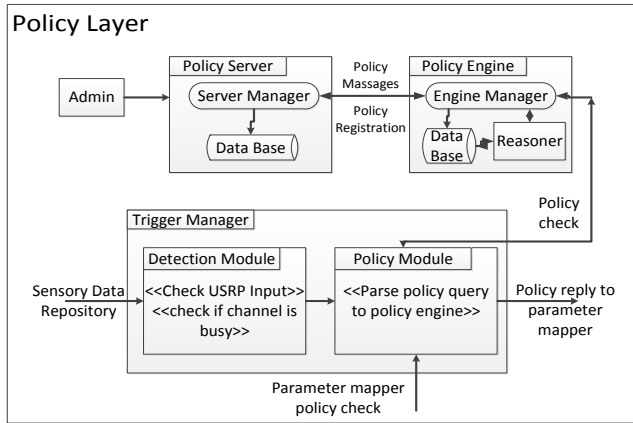 Policy Layer
Policy Server
Policy
Massages
Policy Engine
Admin
Server Manager
Engine Manager
Policy
Registration
Data Base
Data
Base
Reasoner
Policy
check
Trigger Manager
Detection Module
Policy Module
Sensory Data
Repository
<<Check USRP Input>>
<<check if channel is
busy>>
<<Parse policy query
to policy engine>>
Policy reply to
parameter
mapper
Parameter mapper
policy check